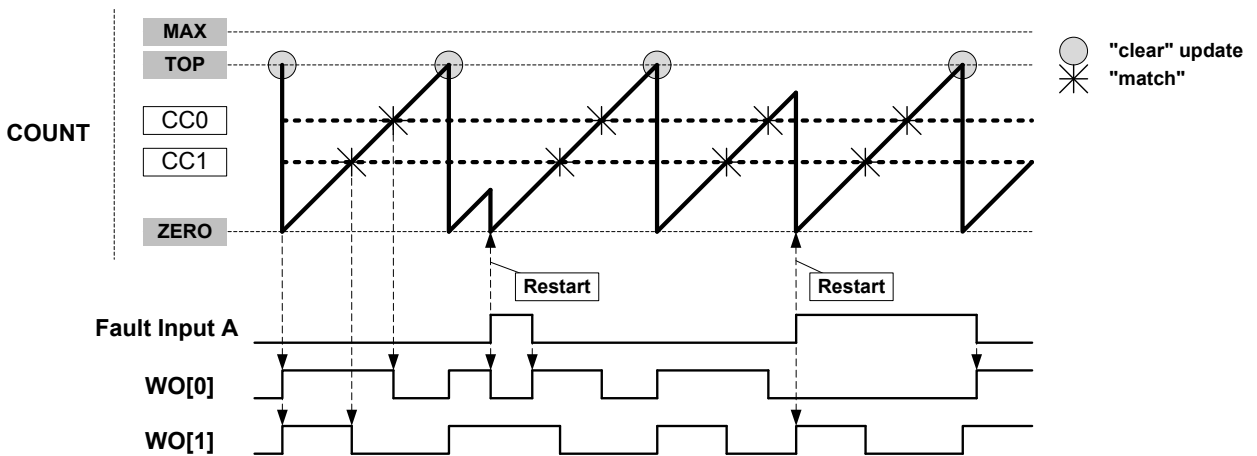 MAX
TOP
"clear" update
"match"
CC0
COUNT
CC1
ZERO
Restart
Restart
Fault Input A
WO[0]
WO[1]